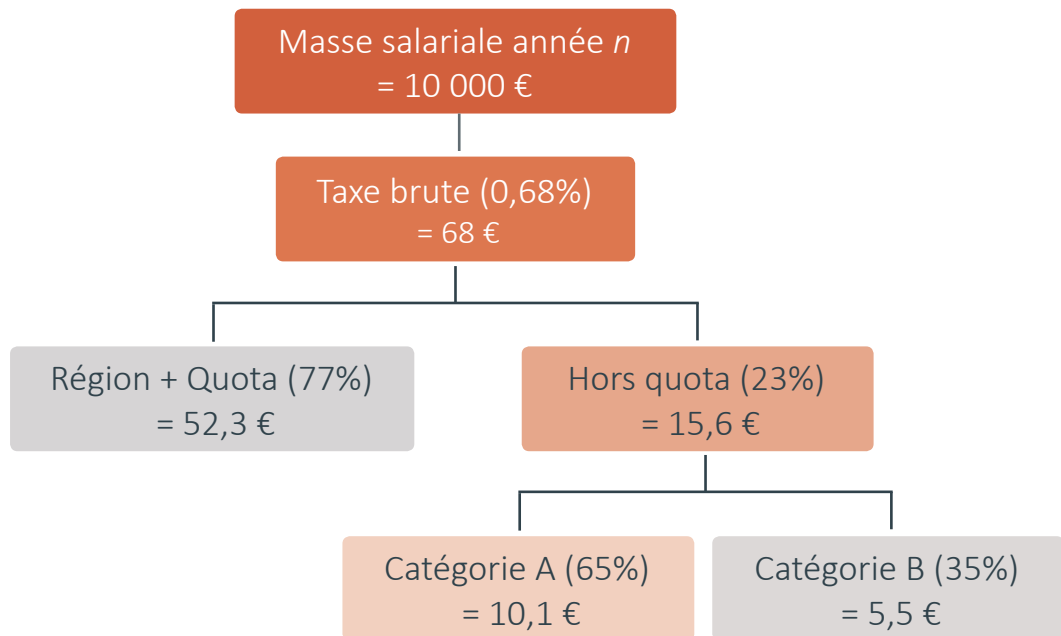 Masse salariale année n
= 10 000 €
Taxe brute (0,68%)
= 68 €
Région + Quota (77%)
= 52,3 €
Hors quota (23%)
= 15,6 €
Catégorie A (65%)
= 10,1 €
Catégorie B (35%)
= 5,5 €